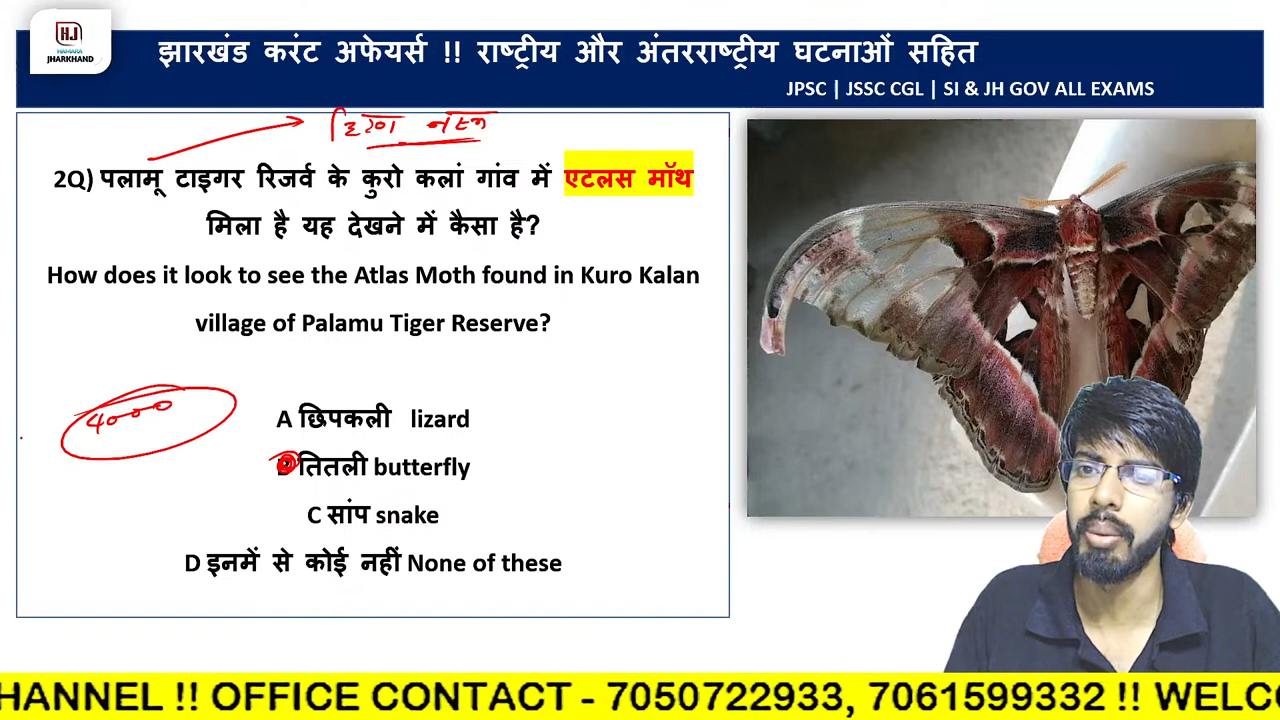 HJ
HAMARA
JHARKHAND
झारखंड करंट अफेयर्स !! राष्ट्रीय और अंतरराष्ट्रीय घटनाओं सहित
JPSC | JSSC CGL | SI & JH GOV ALL EXAMS
2Q) पलामू टाइगर रिजर्व के कुरो कलां गांव में एटलस मॉथ
मिला है यह देखने में कैसा है?
How does it look to see the Atlas Moth found in Kuro Kalan
village of Palamu Tiger Reserve?
4000
A छिपकली lizard
तितली butterfly
C सांप snake
D इनमें से कोई नहीं None of these
HANNEL !! OFFICE CONTACT - 7050722933, 7061599332 !! WELC